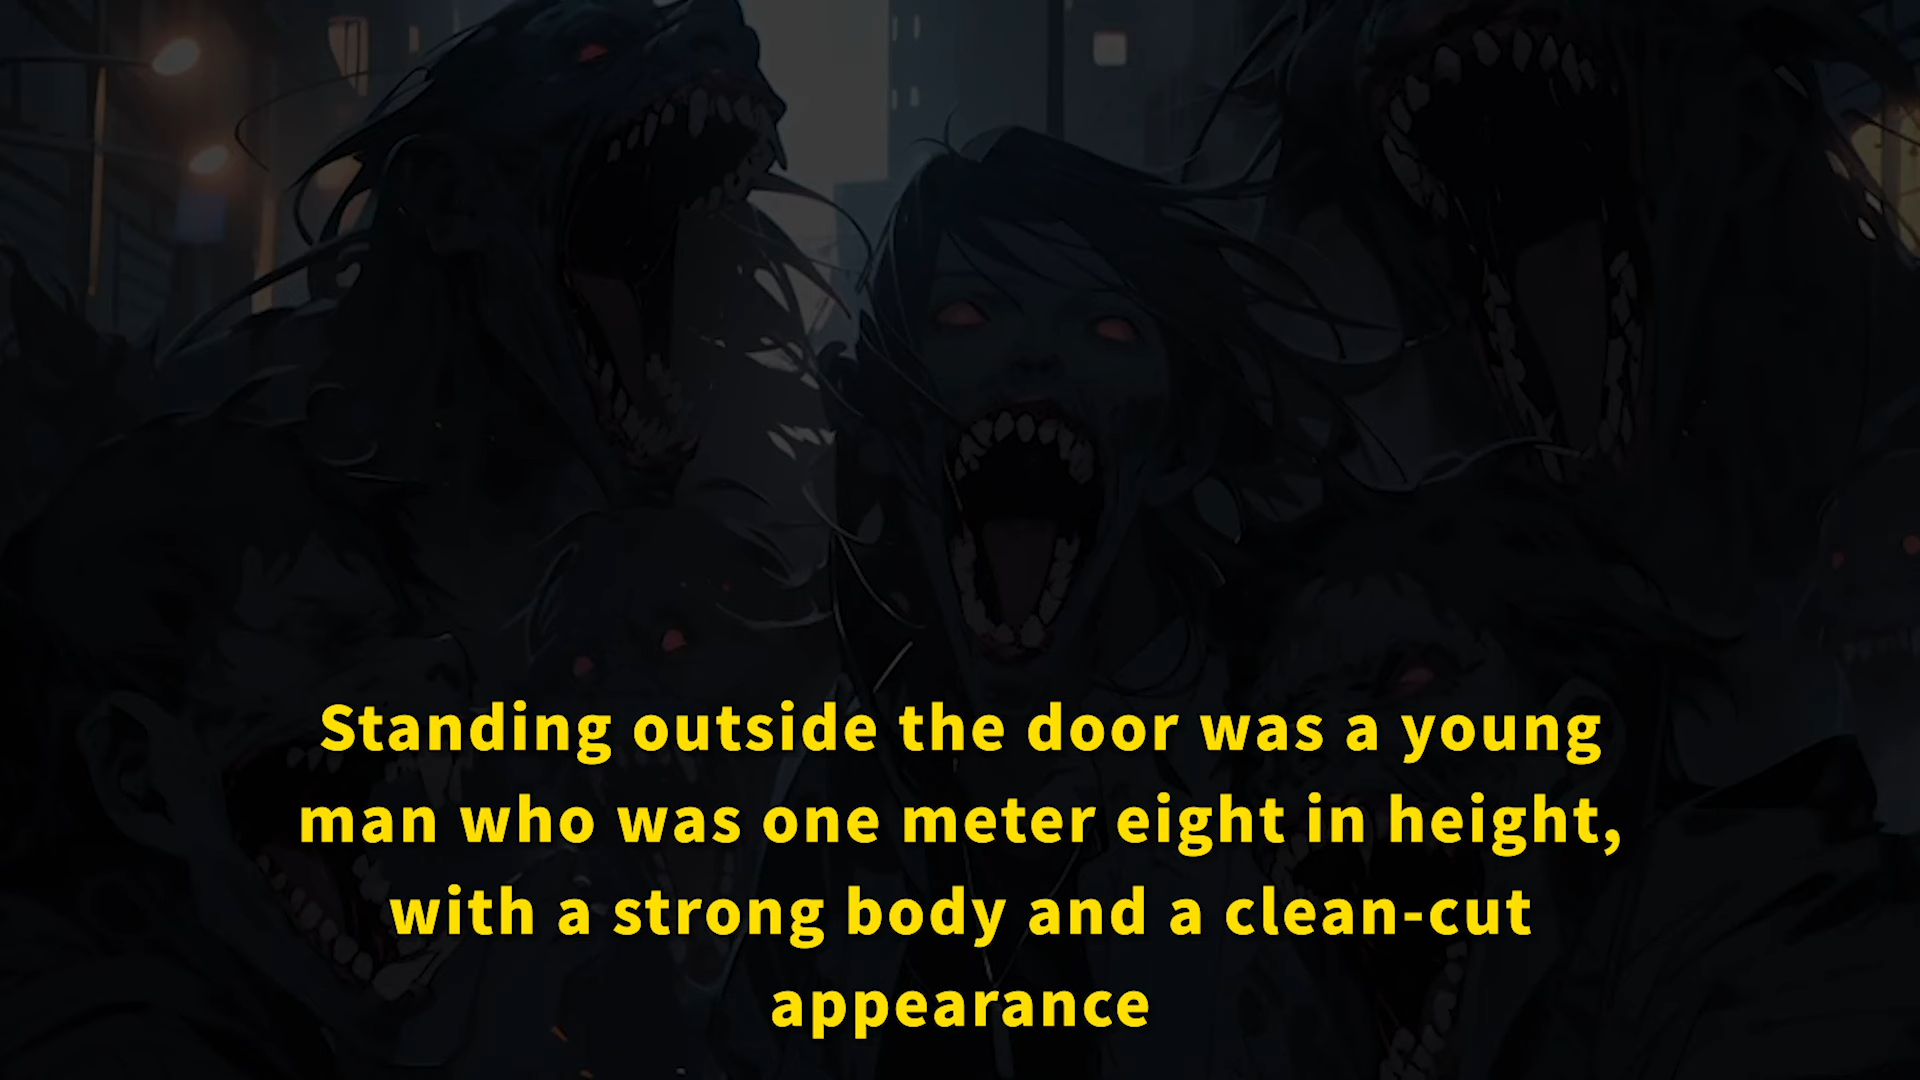 Standing outside the door was a young
man who was one meter eight in height,
with a strong body and a clean-cut
appearance